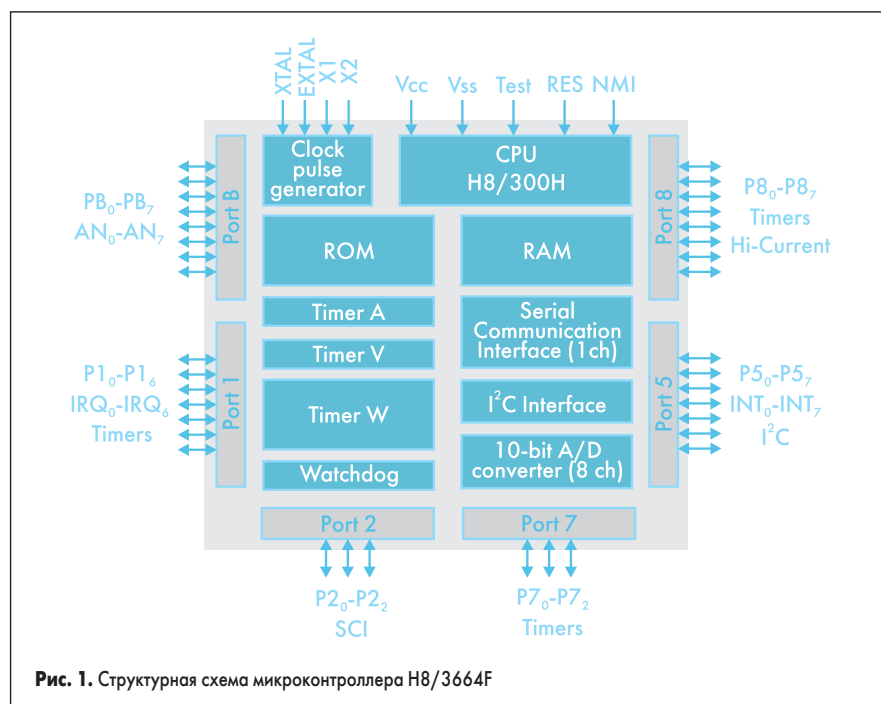 XTAL
EXTAL
X1
X2
Vcc
Vss
Test
RES
NMI
Clock
pulse
generator
CPU
H8/300H
Port B
PB₀-PB₇
AN₀-AN₇
Port 8
P8₀-P8₇
Timers
Hi-Current
ROM
RAM
Timer A
Timer V
Timer W
Watchdog
Serial
Communication
Interface (1ch)
I²C Interface
10-bit A/D
converter (8 ch)
Port 1
P1₀-P1₆
IRQ₀-IRQ₆
Timers
Port 5
P5₀-P5₇
INT₀-INT₇
I²C
Port 2
Port 7
P2₀-P2₂
SCI
P7₀-P7₂
Timers
Рис. 1. Структурная схема микроконтроллера H8/3664F